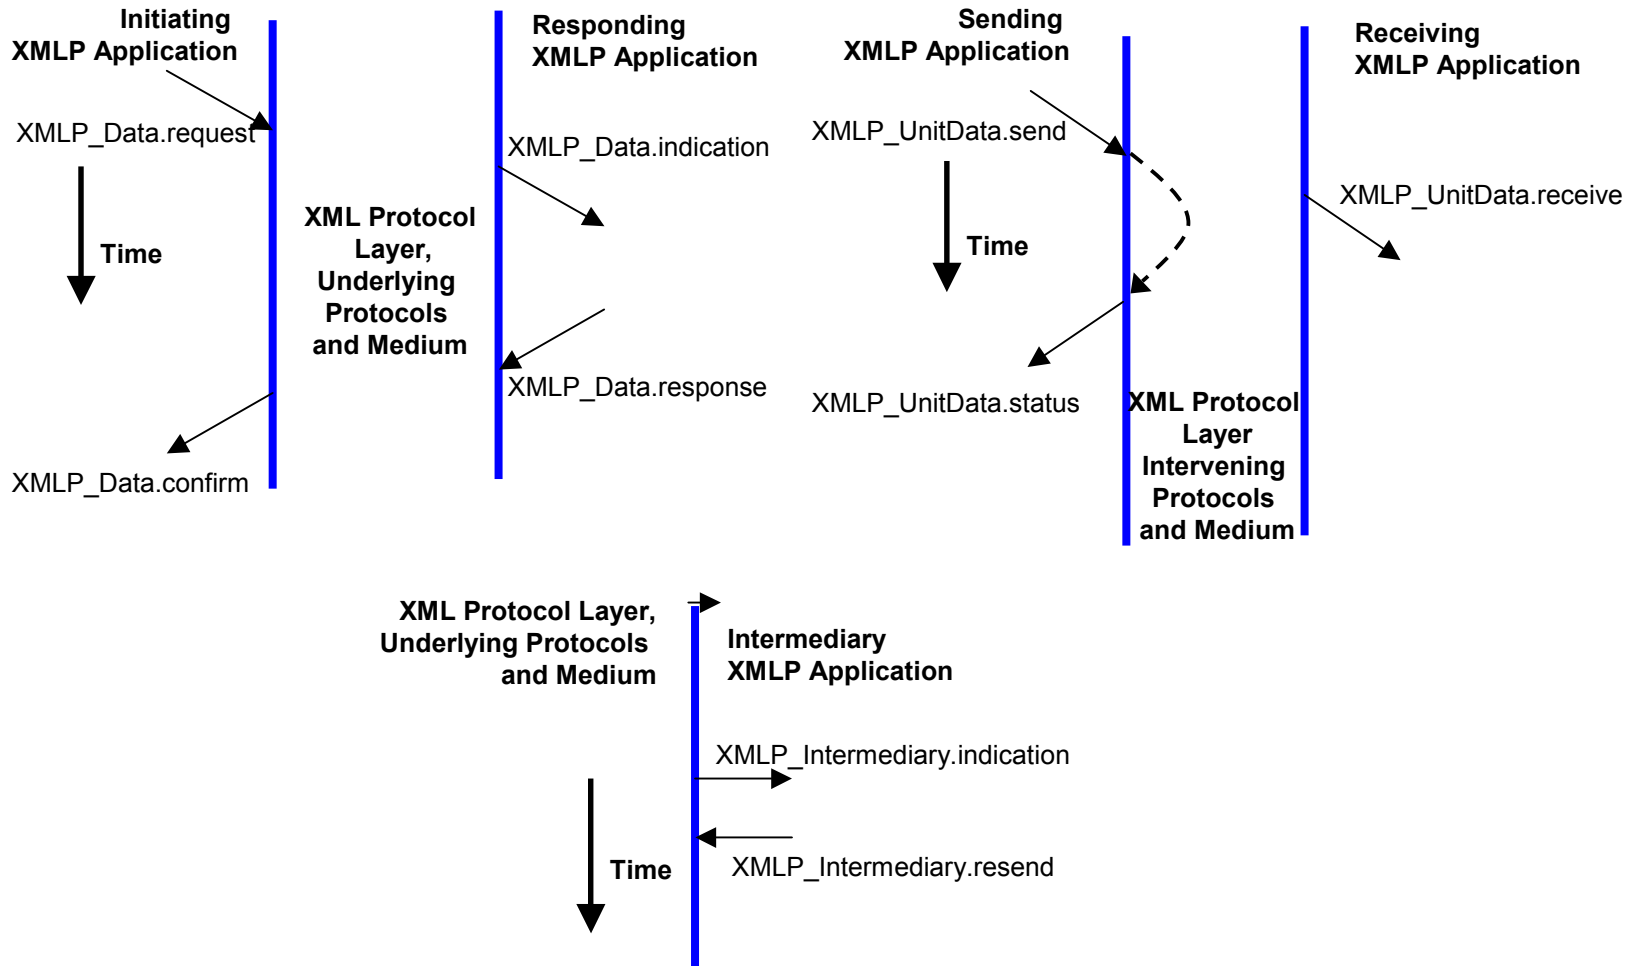 Initiating
XMLP Application
XMLP_Data.request
Time
XMLP_Data.confirm
XML Protocol
Layer,
Underlying
Protocols
and Medium
Responding
XMLP Application
XMLP_Data.indication
XMLP_Data.response
Sending
XMLP Application
XMLP_UnitData.send
Time
XMLP_UnitData.status
XML Protocol
Layer
Intervening
Protocols
and Medium
Receiving
XMLP Application
XMLP_UnitData.receive
XML Protocol Layer,
Underlying Protocols
and Medium
Time
Intermediary
XMLP Application
XMLP_Intermediary.indication
XMLP_Intermediary.resend